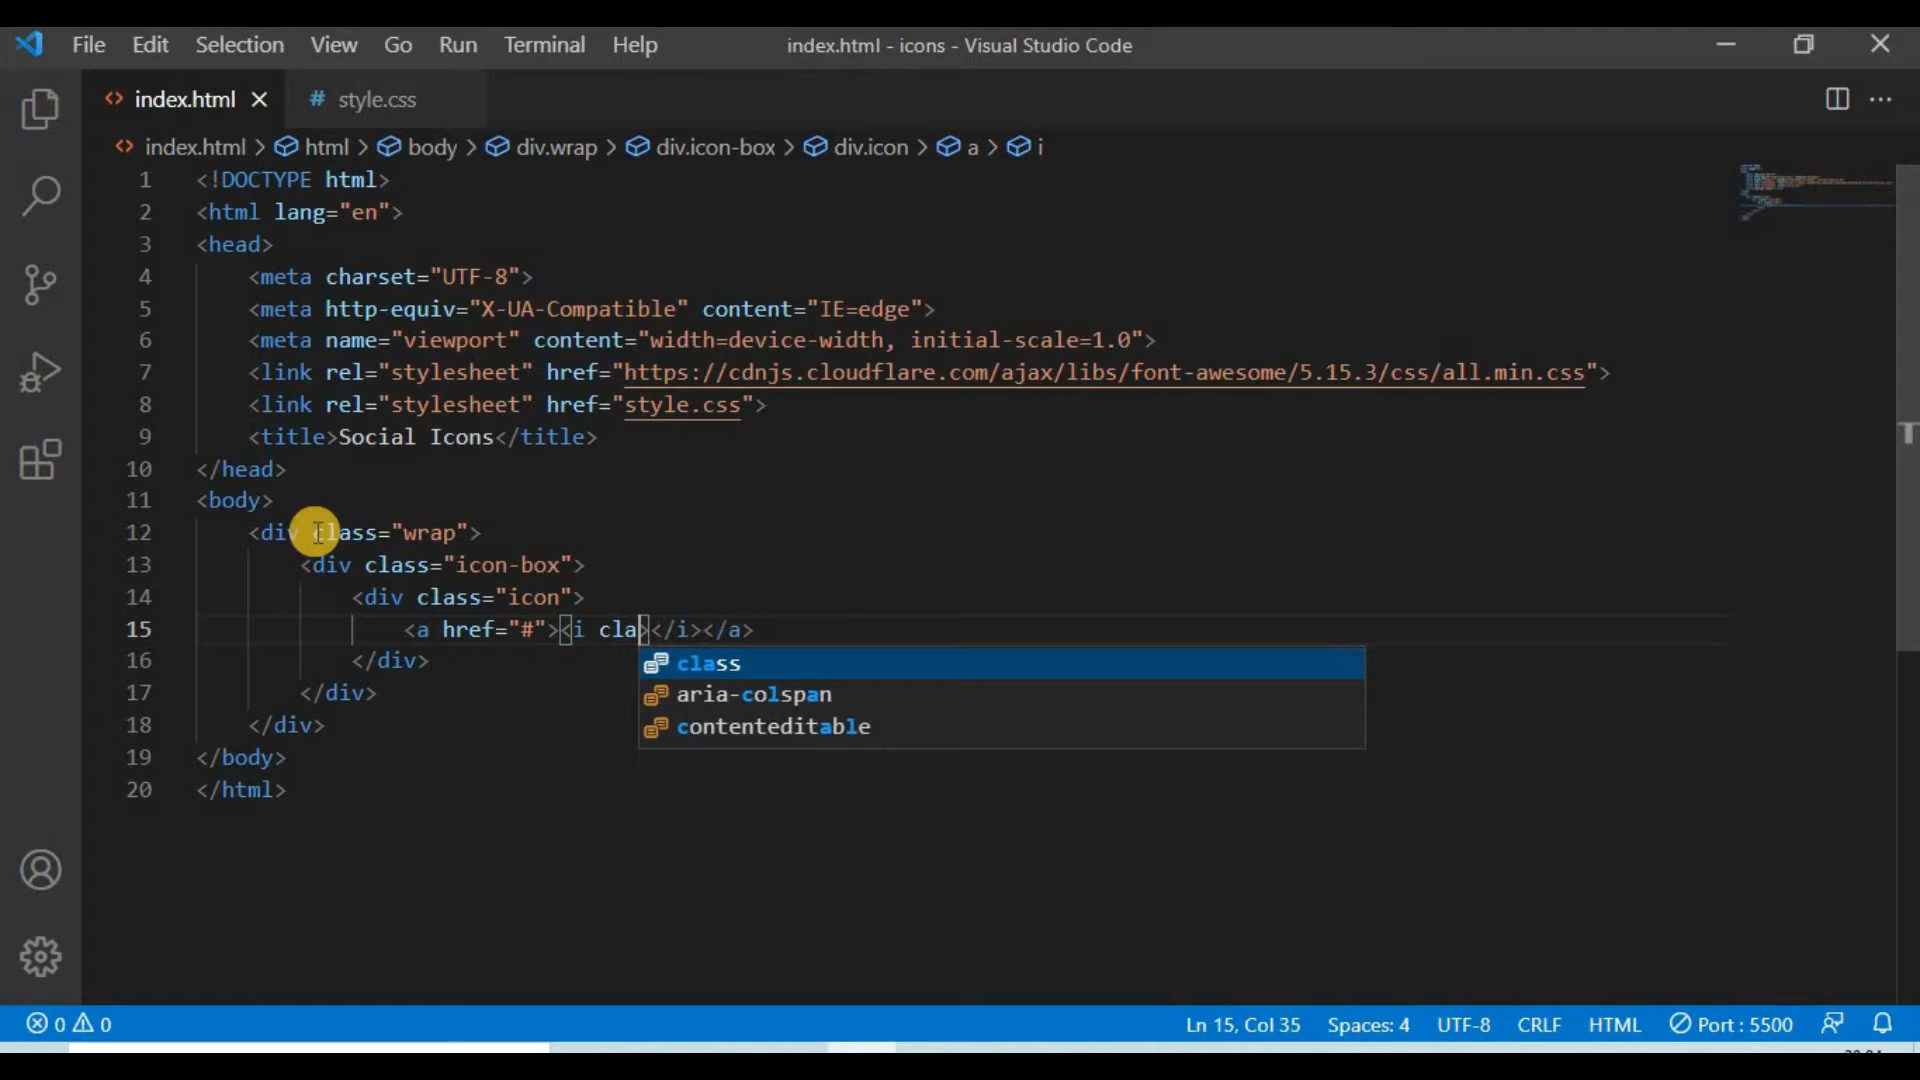 File Edit Selection View Go Run Terminal Help index.html - icons - Visual Studio Code
<> index.html # style.css ···
<> index.html > html > body > div.wrap > div.icon-box > div.icon > a > i
1 <!DOCTYPE html>
2 <html lang="en">
3 <head>
4 <meta charset="UTF-8">
5 <meta http-equiv="X-UA-Compatible" content="IE=edge">
6 <meta name="viewport" content="width=device-width, initial-scale=1.0">
7 <link rel="stylesheet" href="https://cdnjs.cloudflare.com/ajax/libs/font-awesome/5.15.3/css/all.min.css">
8 <link rel="stylesheet" href="style.css">
9 <title>Social Icons</title>
10 </head>
11 <body>
12 <div class="wrap">
13 <div class="icon-box">
14 <div class="icon">
15 <a href="#"><i cla></i></a>
class
16 </div>
aria-colspan
17 </div>
contenteditable
18 </div>
19 </body>
20 </html>
0 0 Ln 15, Col 35 Spaces: 4 UTF-8 CRLF HTML Port : 5500